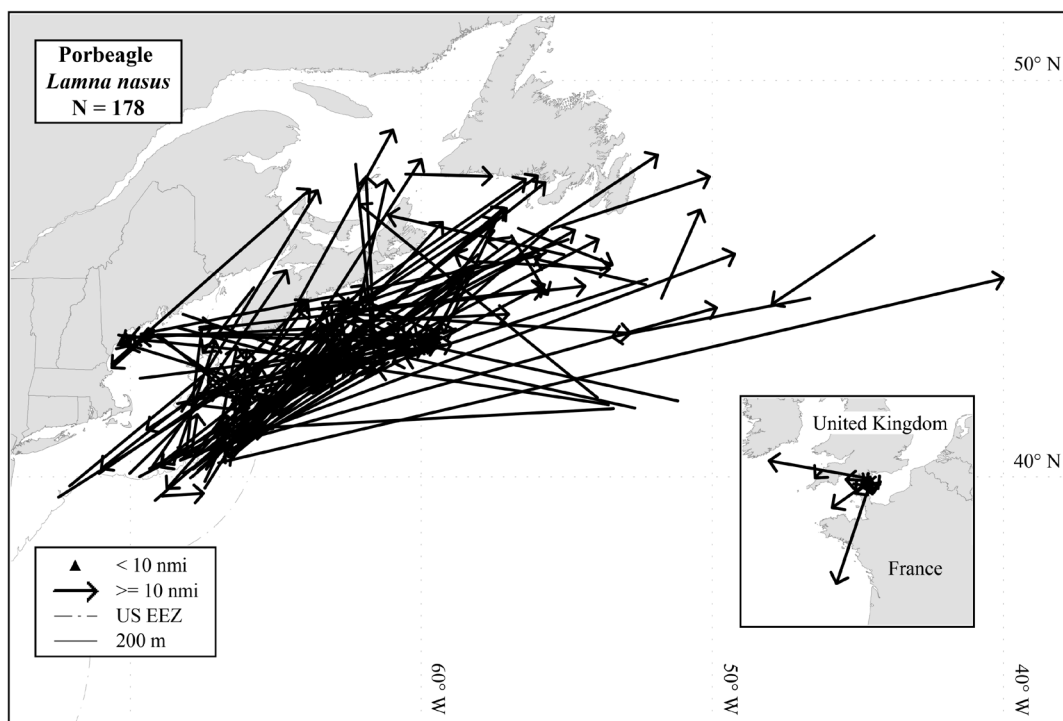 Porbeagle
Lamna nasus
N = 178
50° N
40° N
United Kingdom
France
< 10 nmi
>= 10 nmi
US EEZ
200 m
60° W
50° W
40° W